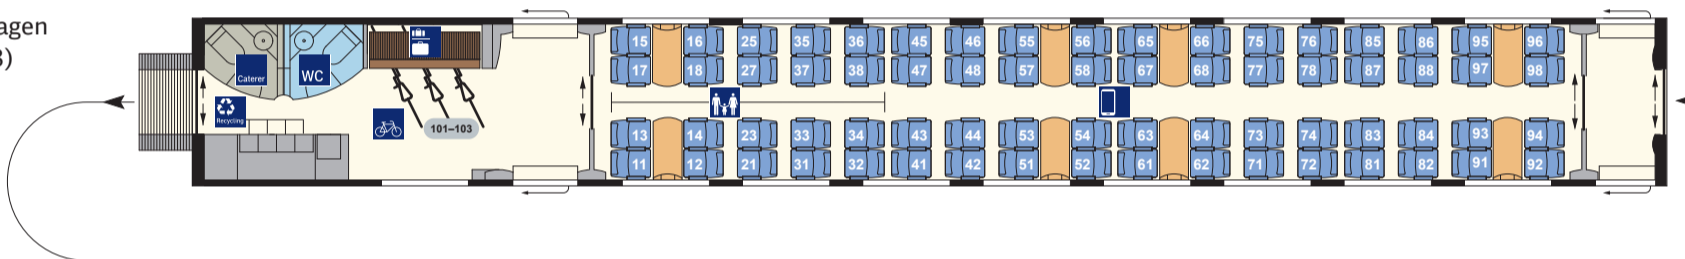 agen
3)
Caterer
WC
Recycling
101–103
15 16 25 35 36 45 46 55 56 65 66 75 76 85 86 95 96
17 18 27 37 38 47 48 57 58 67 68 77 78 87 88 97 98
13 14 23 33 34 43 44 53 54 63 64 73 74 83 84 93 94
11 12 21 31 32 41 42 51 52 61 62 71 72 81 82 91 92